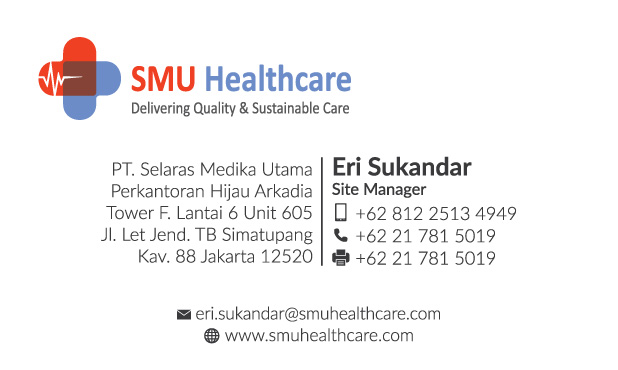 SMU Healthcare
Delivering Quality & Sustainable Care
PT. Selaras Medika Utama
Perkantoran Hijau Arkadia
Tower F. Lantai 6 Unit 605
Jl. Let Jend. TB Simatupang
Kav. 88 Jakarta 12520
Eri Sukandar
Site Manager
+62 812 2513 4949
+62 21 781 5019
+62 21 781 5019
eri.sukandar@smuhealthcare.com
www.smuhealthcare.com